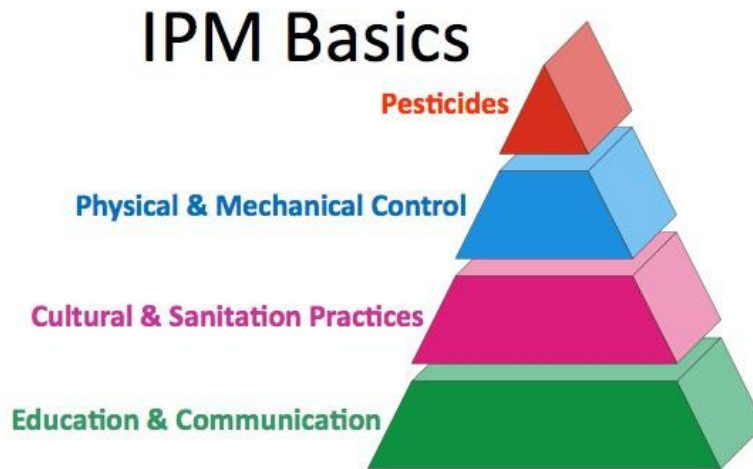 IPM Basics
Pesticides
Physical & Mechanical Control
Cultural & Sanitation Practices
Education & Communication